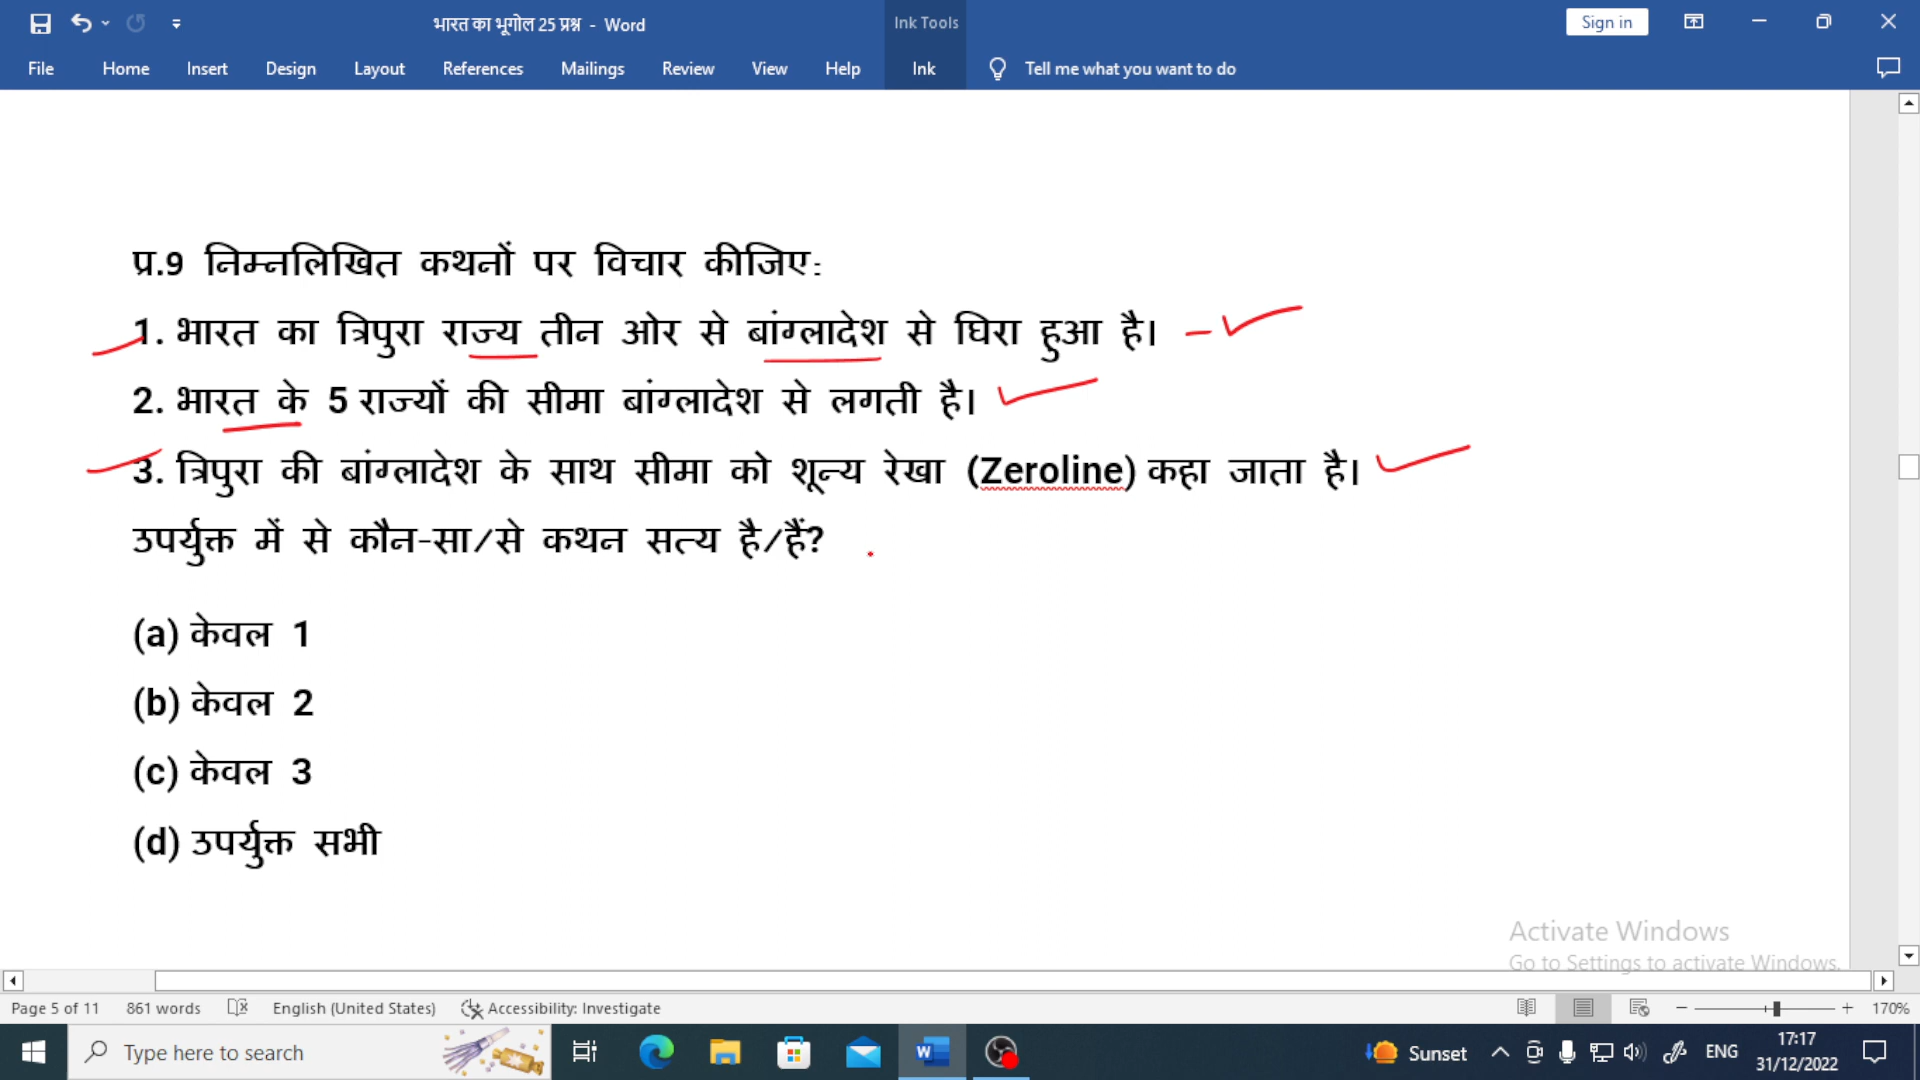 भारत का भूगोल 25 प्रश्न - Word
Ink Tools
Sign in
File Home Insert Design Layout References Mailings Review View Help Ink Tell me what you want to do
प्र.9 निम्नलिखित कथनों पर विचार कीजिए:
1. भारत का त्रिपुरा राज्य तीन ओर से बांग्लादेश से घिरा हुआ है।
2. भारत के 5 राज्यों की सीमा बांग्लादेश से लगती है।
3. त्रिपुरा की बांग्लादेश के साथ सीमा को शून्य रेखा (Zeroline) कहा जाता है।
उपर्युक्त में से कौन-सा/से कथन सत्य है/हैं?
(a) केवल 1
(b) केवल 2
(c) केवल 3
(d) उपर्युक्त सभी
Activate Windows
Go to Settings to activate Windows.
Page 5 of 11 861 words English (United States) Accessibility: Investigate 170%
Type here to search
Sunset ENG 17:17
31/12/2022